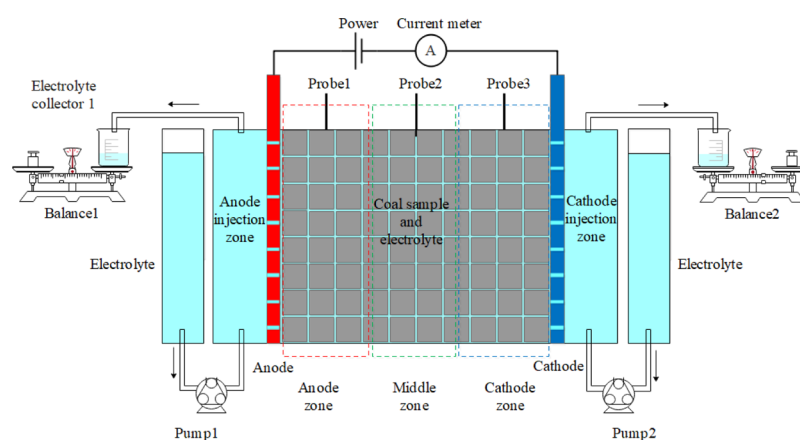 Power
Current meter
A
Electrolyte
collector 1
Probe1
Probe2
Probe3
Balance1
Anode
injection
zone
Coal sample
and
electrolyte
Cathode
injection
zone
Balance2
Electrolyte
Electrolyte
Anode
Cathode
Anode
zone
Middle
zone
Cathode
zone
Pump1
Pump2